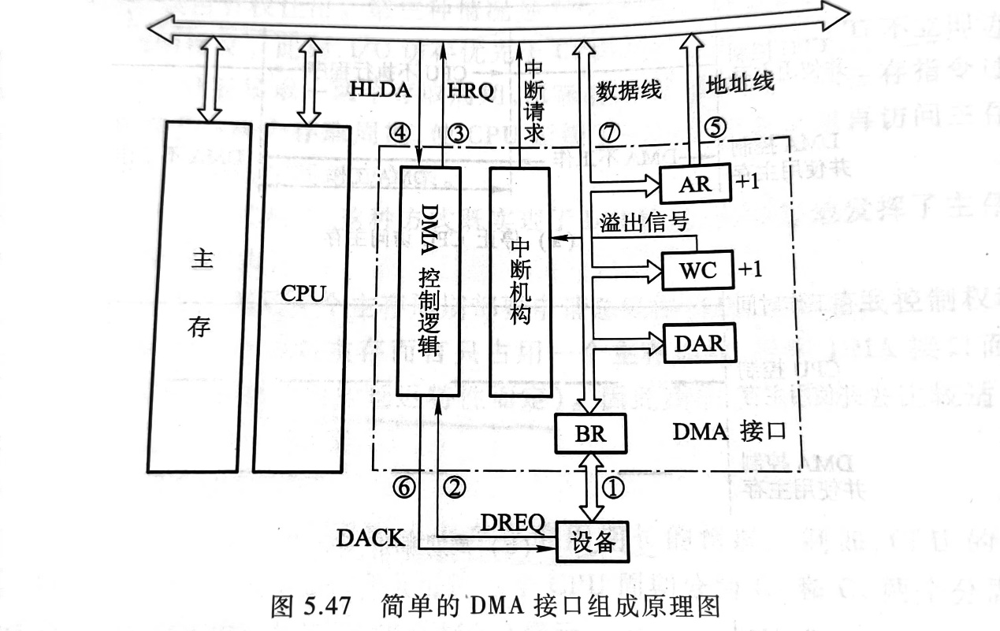 HLDA
HRQ
中断请求
数据线
地址线
④
③
⑦
⑤
主存
CPU
DMA 控制逻辑
中断机构
AR
+1
溢出信号
WC
+1
DAR
BR
DMA 接口
⑥
②
①
DREQ
DACK
设备
图 5.47 简单的 DMA 接口组成原理图